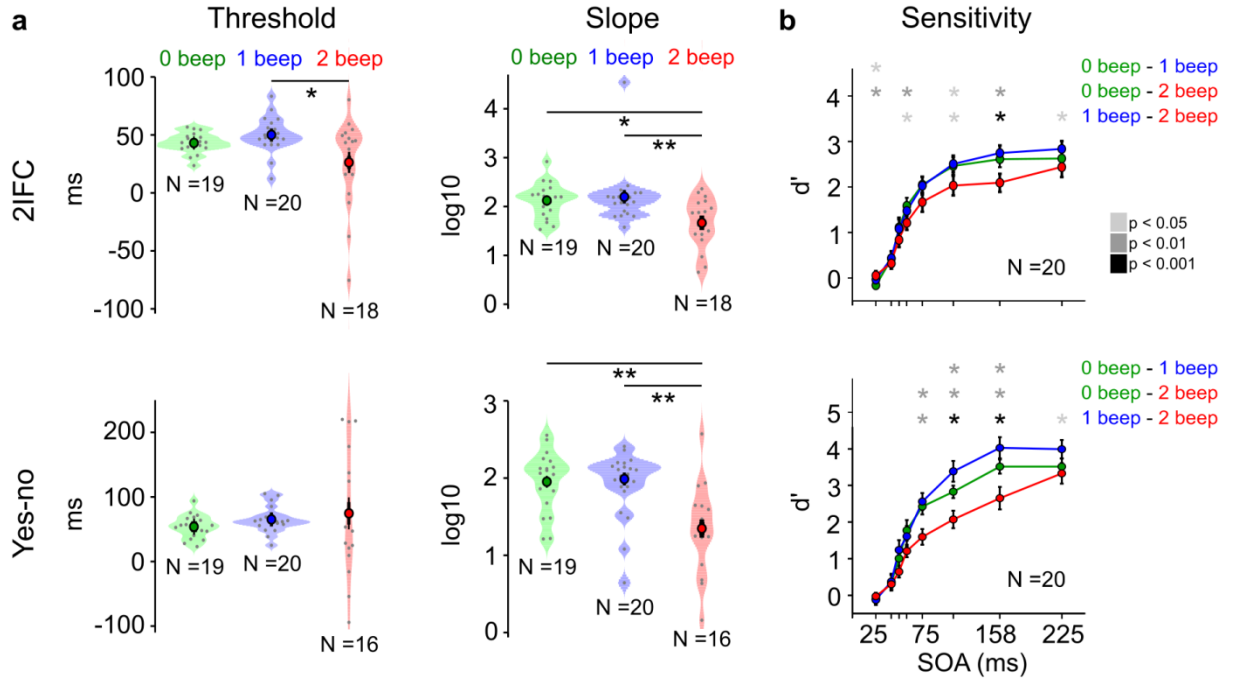 a
Threshold
Slope
b
Sensitivity
0 beep 1 beep 2 beep
0 beep 1 beep 2 beep
2IFC
ms
100
50
0
-50
-100
*
N =19
N =20
N =18
log10
5
4
3
2
1
0
*
**
N =19
N =20
N =18
d'
4
3
2
1
0
* 0 beep - 1 beep
* * * * 0 beep - 2 beep
* * * * 1 beep - 2 beep
p < 0.05
p < 0.01
p < 0.001
N =20
Yes-no
ms
200
100
0
-100
N =19
N =20
N =16
log10
3
2
1
0
**
**
N =19
N =20
N =16
d'
5
4
3
2
1
0
* * 0 beep - 1 beep
* * * 0 beep - 2 beep
* * * * 1 beep - 2 beep
N =20
25 75 158 225
SOA (ms)